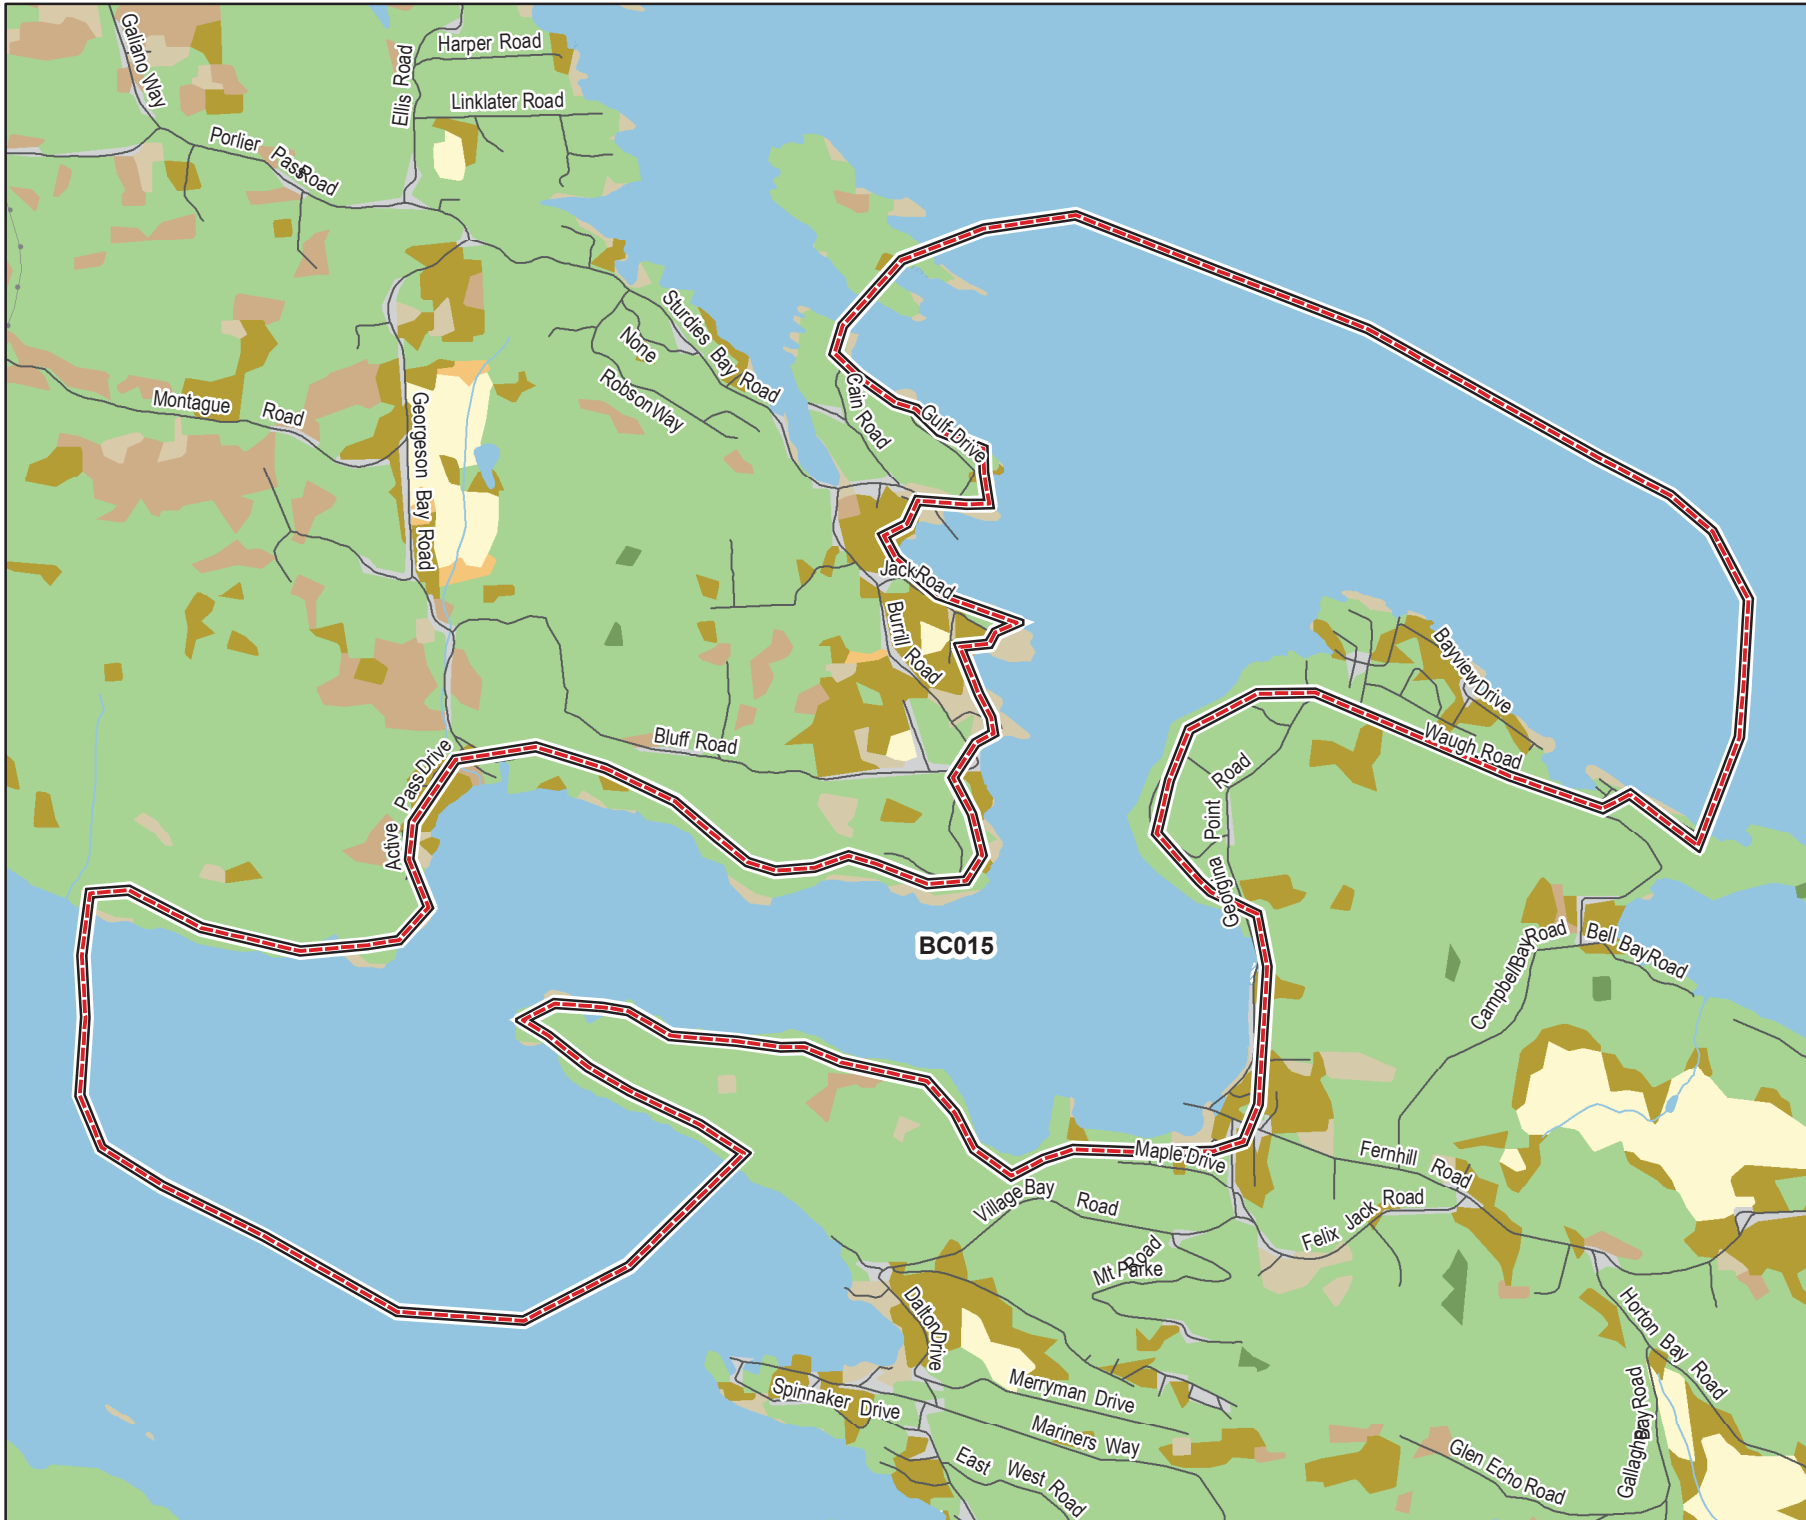 Galiano Way
Ellis Road
Harper Road
Linklater Road
Porlier Pass Road
Sturdies Bay Road
None
Robson Way
Cain Road
Gulf Drive
Montague Road
Georgeson Bay Road
Jack Road
Burrill Road
Bluff Road
Active Pass Drive
Bayview Drive
Waugh Road
Georgina Point Road
BC015
Campbell Bay Road
Bell Bay Road
Maple Drive
Village Bay Road
Fernhill Road
Felix Jack Road
Mt Parke Road
Dalton Drive
Horton Bay Road
Spinnaker Drive
Merryman Drive
Mariners Way
East West Road
Glen Echo Road
Gallagher Bay Road